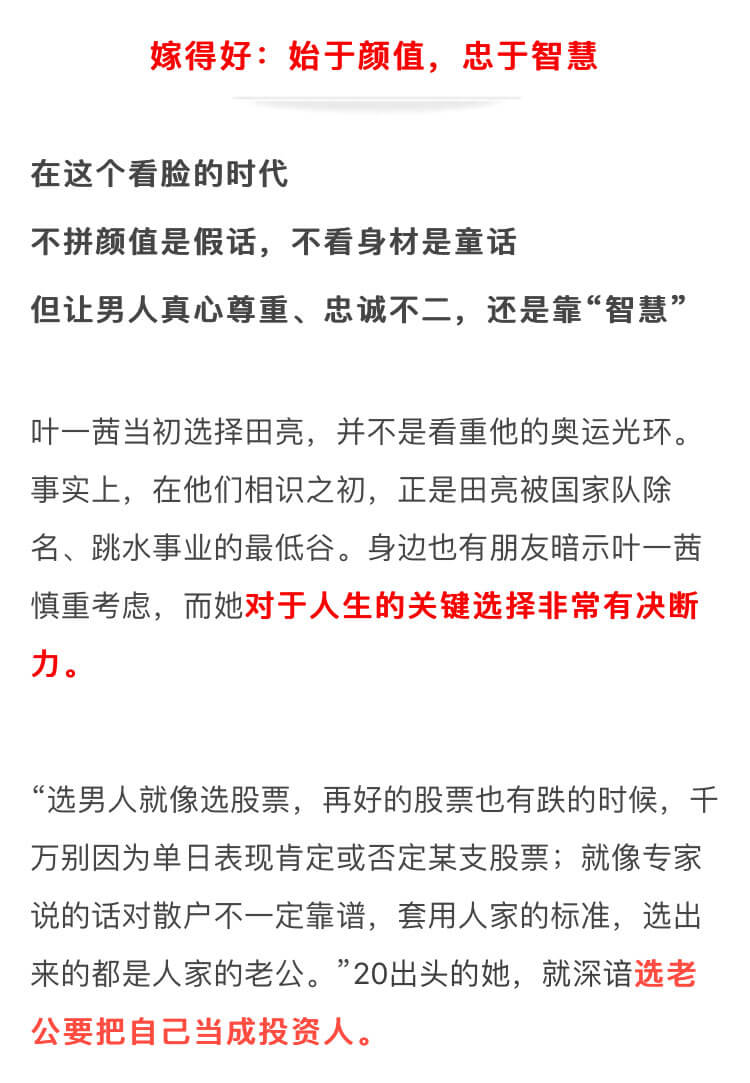 嫁得好：始于颜值，忠于智慧
在这个看脸的时代
不拼颜值是假话，不看身材是童话
但让男人真心尊重、忠诚不二，还是靠“智慧”
叶一茜当初选择田亮，并不是看重他的奥运光环。
事实上，在他们相识之初，正是田亮被国家队除
名、跳水事业的最低谷。身边也有朋友暗示叶一茜
慎重考虑，而她对于人生的关键选择非常有决断
力。
“选男人就像选股票，再好的股票也有跌的时候，千
万别因为单日表现肯定或否定某支股票；就像专家
说的话对散户不一定靠谱，套用人家的标准，选出
来的都是人家的老公。”20出头的她，就深谙选老
公要把自己当成投资人。